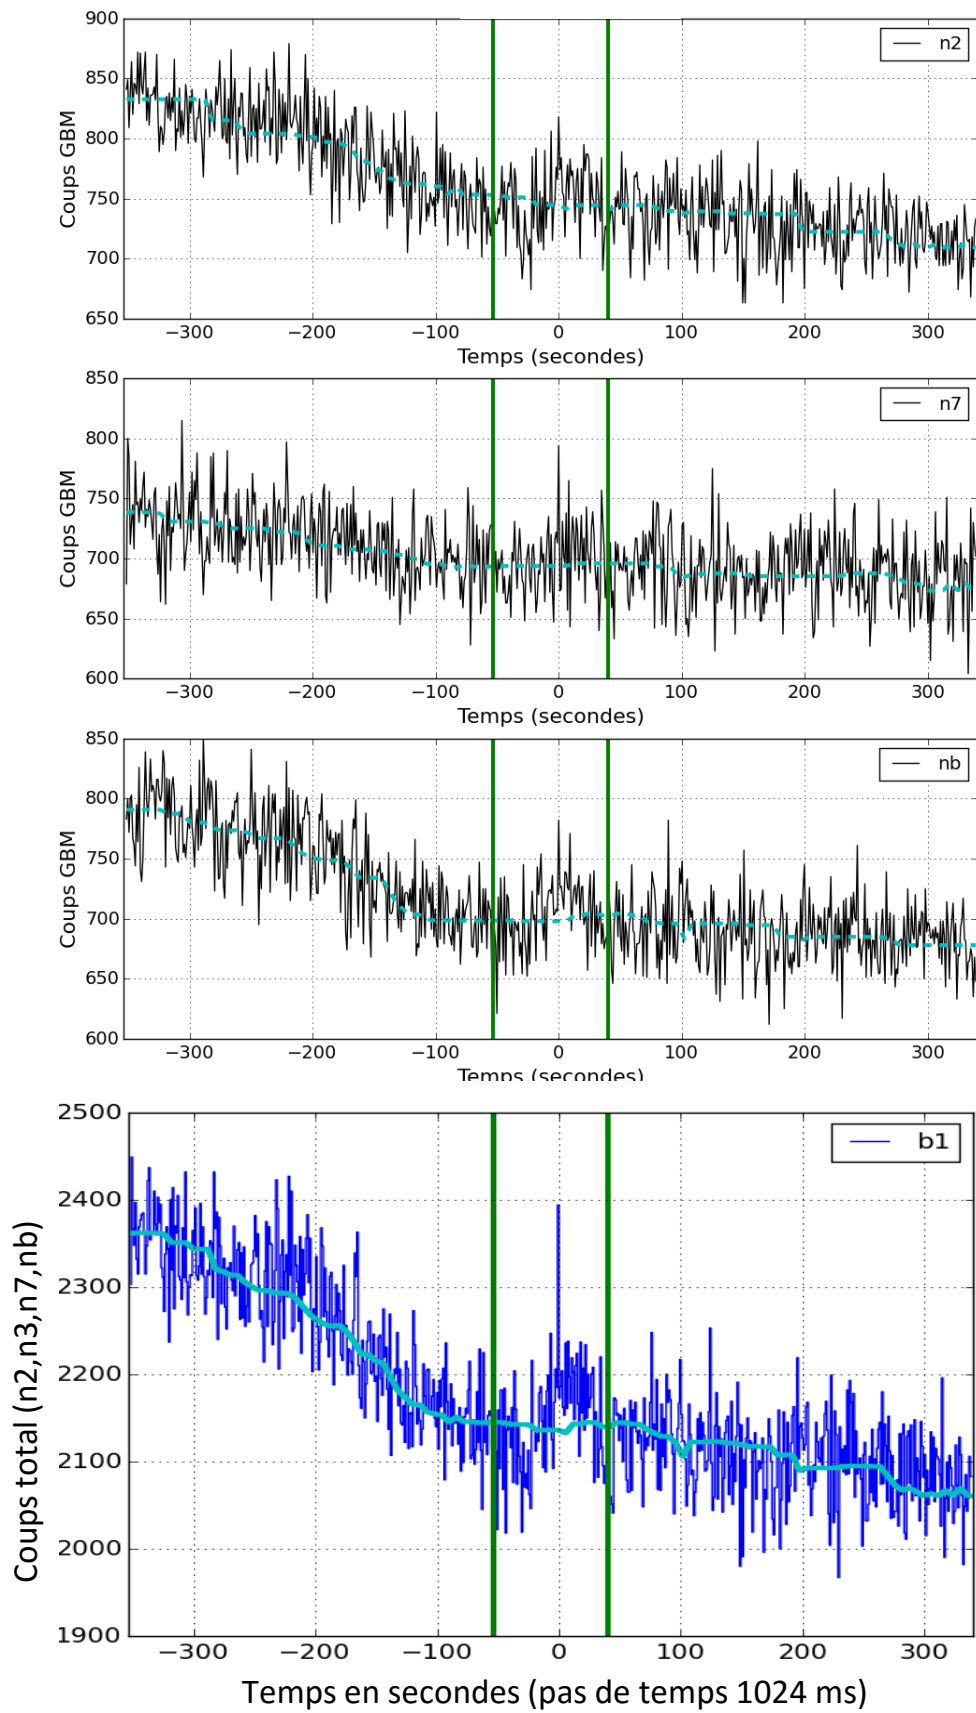 900
850
800
750
700
650
Coups GBM
n2
−300 −200 −100 0 100 200 300
Temps (secondes)
850
800
750
700
650
600
Coups GBM
n7
−300 −200 −100 0 100 200 300
Temps (secondes)
850
800
750
700
650
600
Coups GBM
nb
−300 −200 −100 0 100 200 300
Temps (secondes)
2500
2400
2300
2200
2100
2000
1900
Coups total (n2,n3,n7,nb)
b1
−300 −200 −100 0 100 200 300
Temps en secondes (pas de temps 1024 ms)